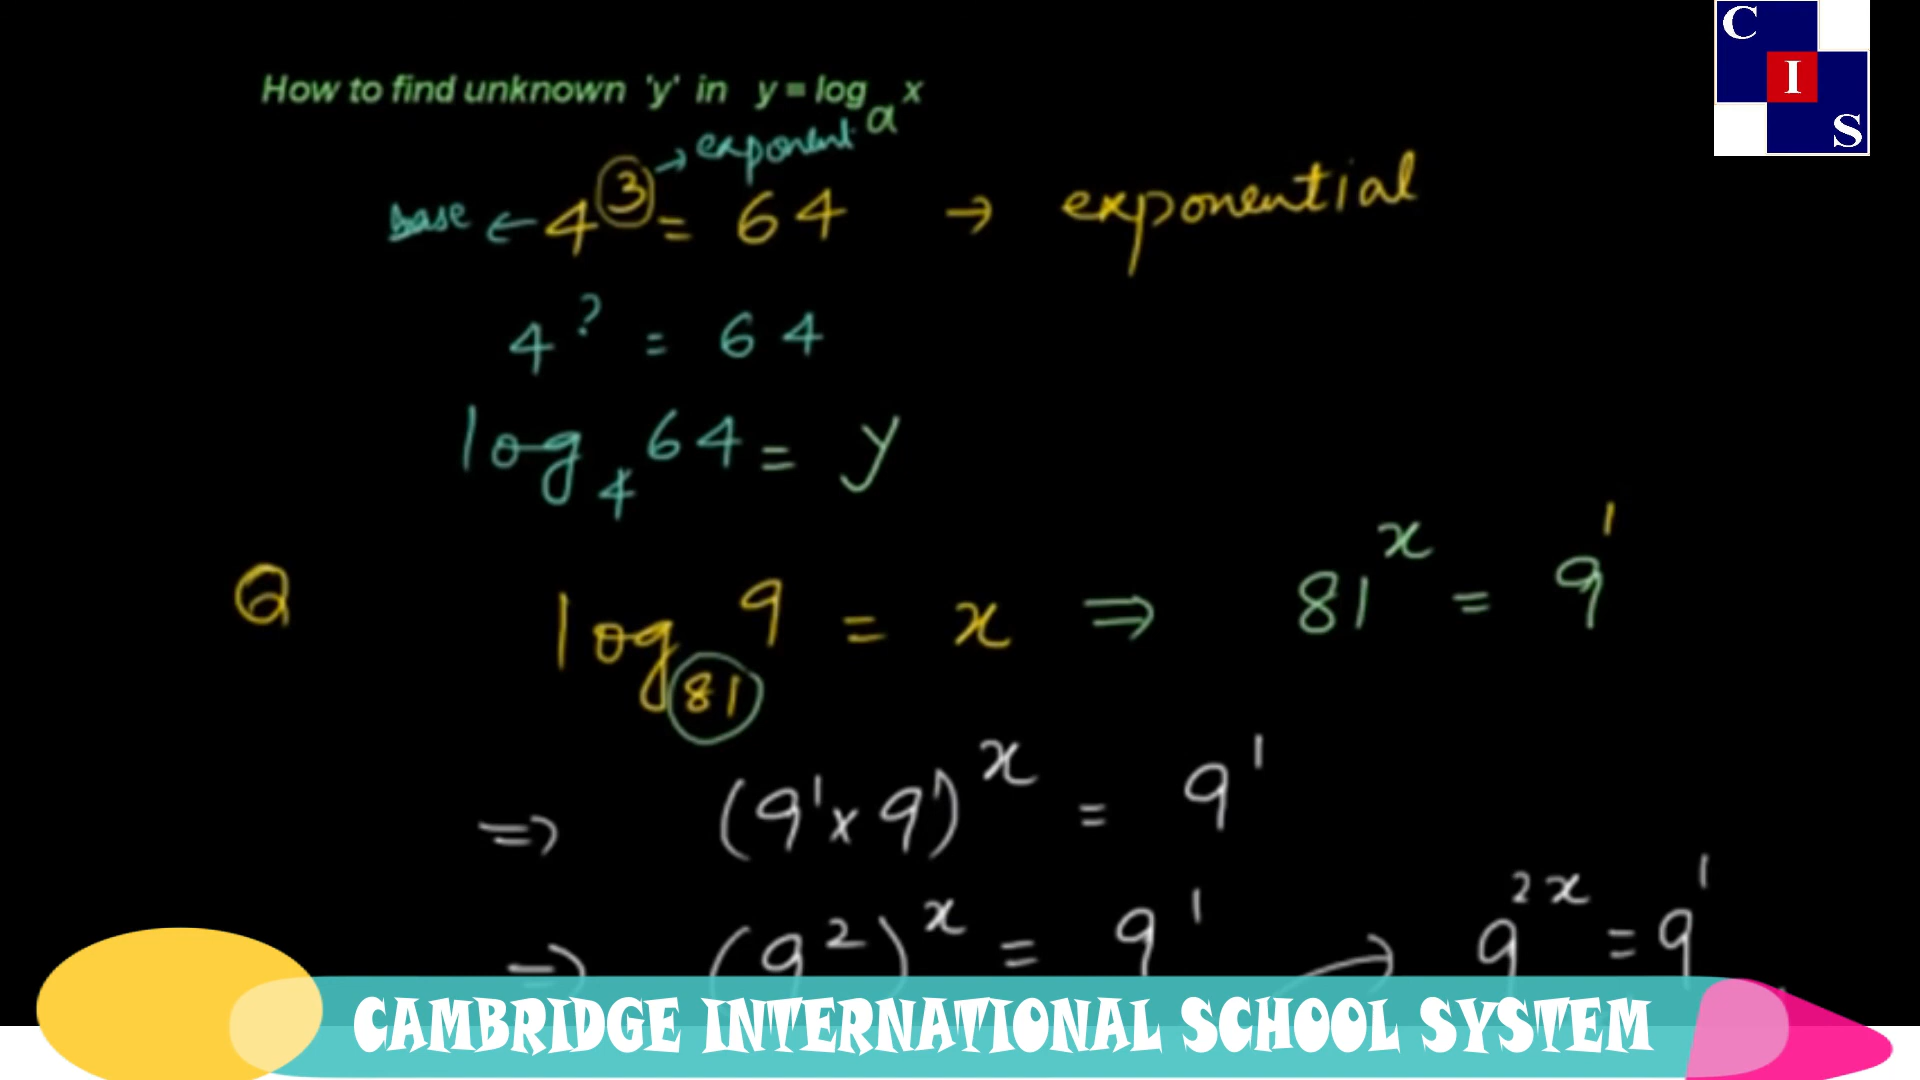 C
I
S
How to find unknown 'y' in y = log_a x
→ exponent
base ← 4^3 = 64 → exponential
4^? = 64
log_4 64 = y
Q log_81 9 = x ⇒ 81^x = 9^1
⇒ (9^1 x 9^1)^x = 9^1
⇒ (9^2)^x = 9^1 → 9^2x = 9^1
CAMBRIDGE INTERNATIONAL SCHOOL SYSTEM